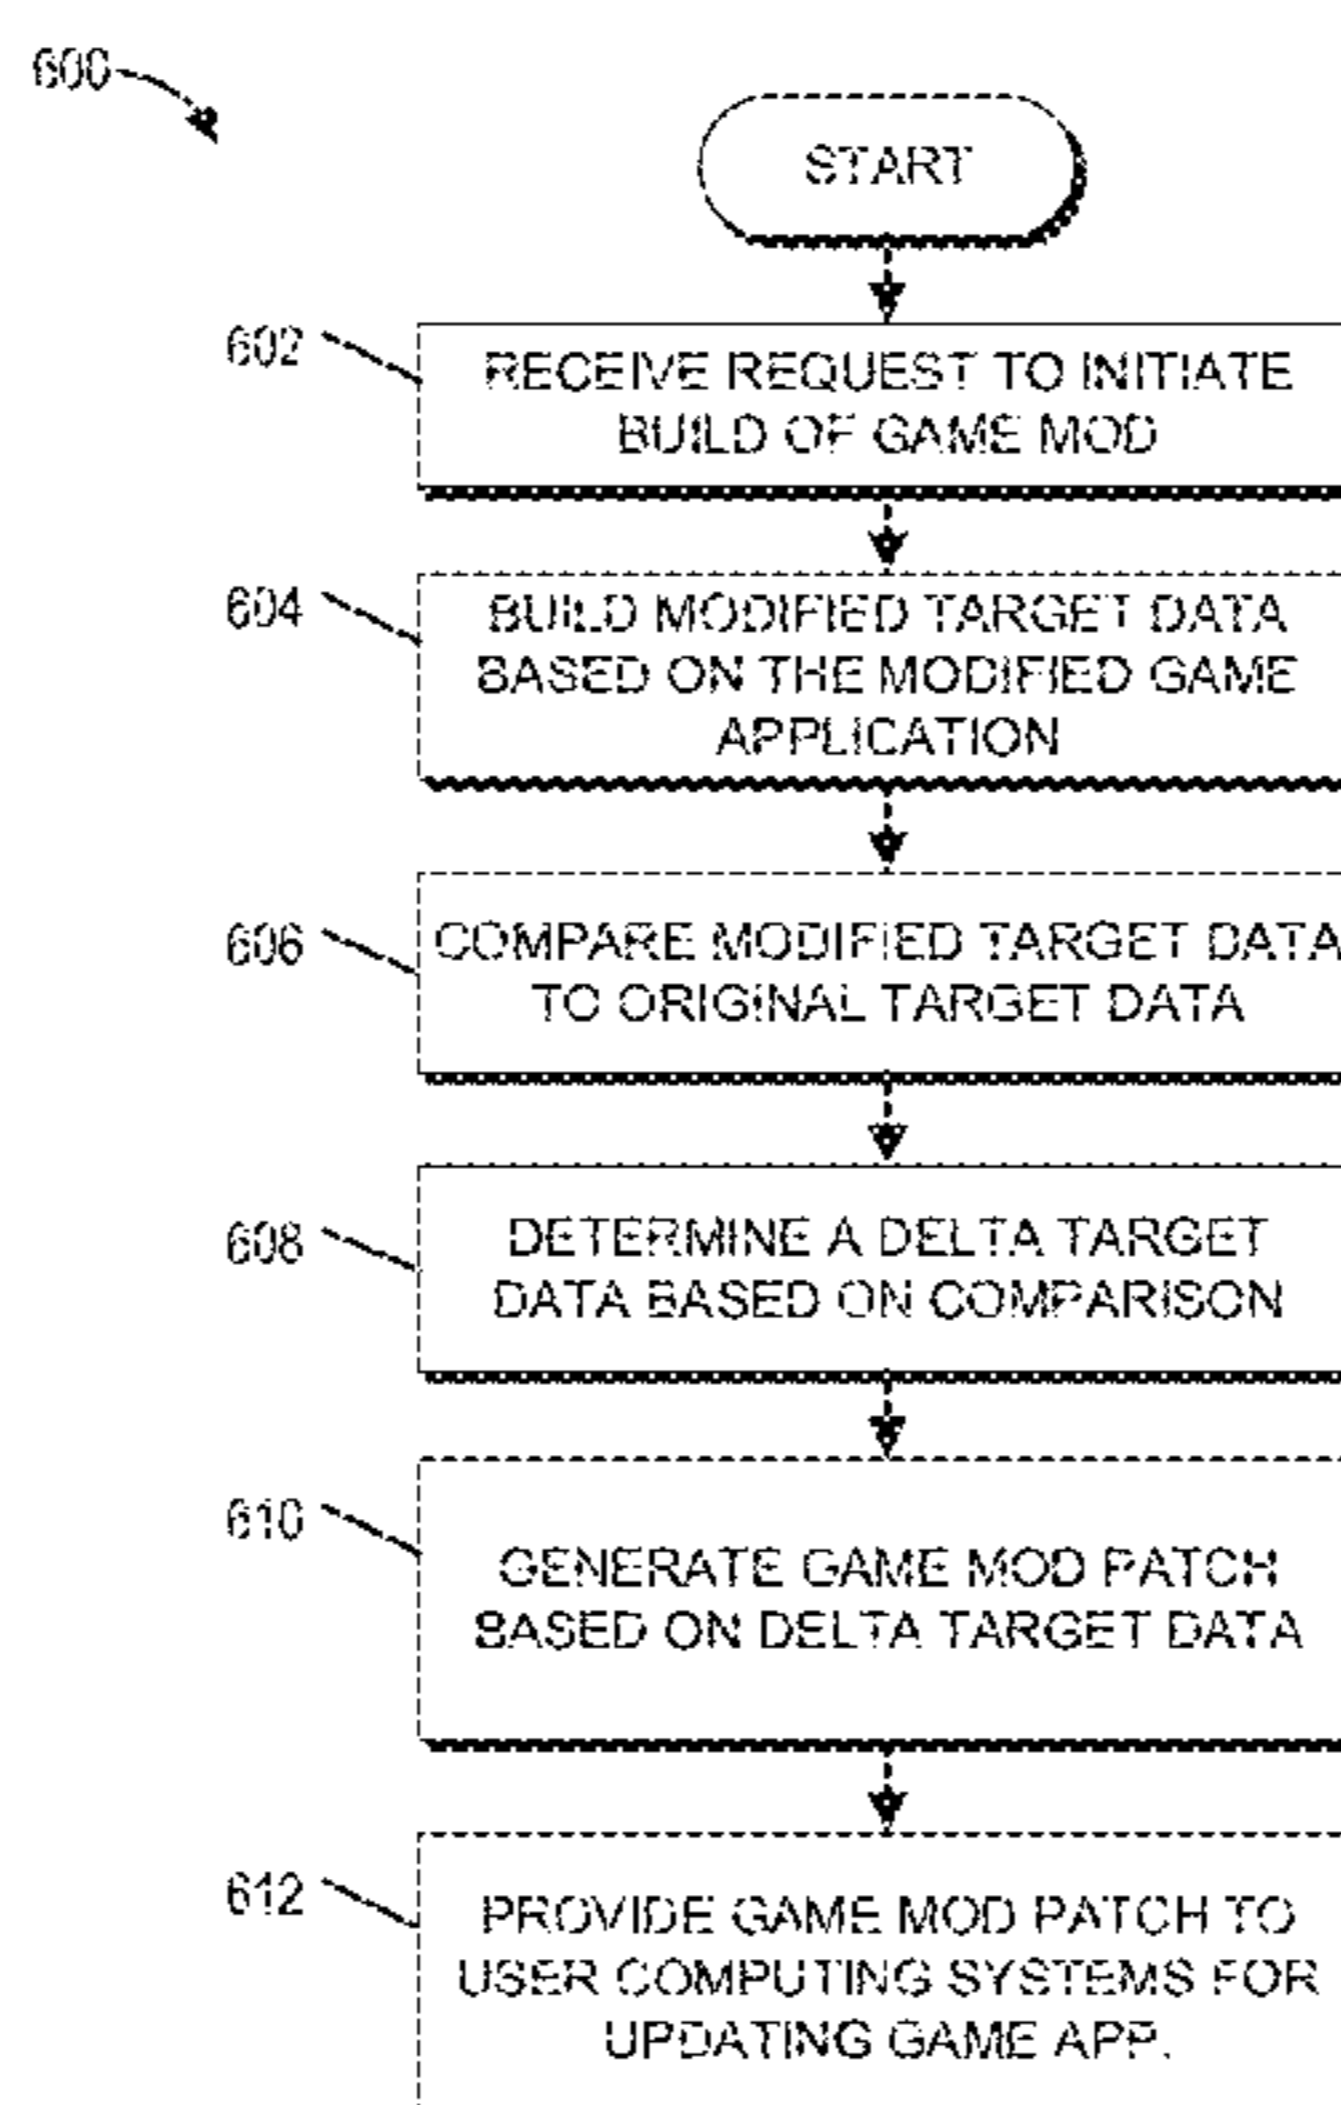 600
START
602
RECEIVE REQUEST TO INITIATE
BUILD OF GAME MOD
604
BUILD MODIFIED TARGET DATA
BASED ON THE MODIFIED GAME
APPLICATION
606
COMPARE MODIFIED TARGET DATA
TO ORIGINAL TARGET DATA
608
DETERMINE A DELTA TARGET
DATA BASED ON COMPARISON
610
GENERATE GAME MOD PATCH
BASED ON DELTA TARGET DATA
612
PROVIDE GAME MOD PATCH TO
USER COMPUTING SYSTEMS FOR
UPDATING GAME APP.